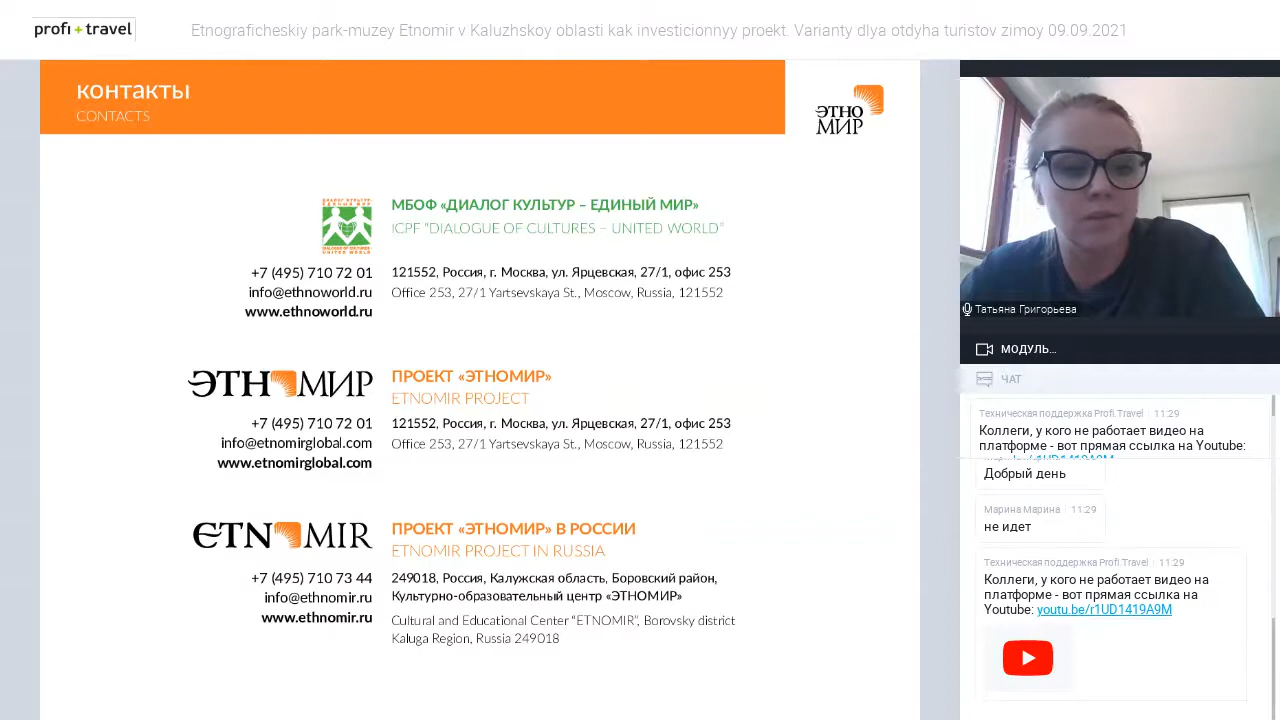 profi + travel
Etnograficheskiy park-muzey Etnomir v Kaluzhskoy oblasti kak investicionnyy proekt. Varianty dlya otdyha turistov zimoy 09.09.2021
контакты
CONTACTS
ЭТНО
МИР
ДИАЛОГ КУЛЬТУР-
ЕДИНЫЙ МИР
DIALOGUE OF CULTURES
UNITED WORLD
МБОФ «ДИАЛОГ КУЛЬТУР – ЕДИНЫЙ МИР»
ICPF "DIALOGUE OF CULTURES – UNITED WORLD"
+7 (495) 710 72 01
info@ethnoworld.ru
www.ethnoworld.ru
121552, Россия, г. Москва, ул. Ярцевская, 27/1, офис 253
Office 253, 27/1 Yartsevskaya St., Moscow, Russia, 121552
ЭТНОМИР
ПРОЕКТ «ЭТНОМИР»
ETNOMIR PROJECT
+7 (495) 710 72 01
info@etnomirglobal.com
www.etnomirglobal.com
121552, Россия, г. Москва, ул. Ярцевская, 27/1, офис 253
Office 253, 27/1 Yartsevskaya St., Moscow, Russia, 121552
ETNOMIR
ПРОЕКТ «ЭТНОМИР» В РОССИИ
ETNOMIR PROJECT IN RUSSIA
+7 (495) 710 73 44
info@ethnomir.ru
www.ethnomir.ru
249018, Россия, Калужская область, Боровский район,
Культурно-образовательный центр «ЭТНОМИР»
Cultural and Educational Center "ETNOMIR", Borovsky district
Kaluga Region, Russia 249018
Татьяна Григорьева
МОДУЛЬ...
ЧАТ
Техническая поддержка Profi.Travel 11:29
Коллеги, у кого не работает видео на
платформе - вот прямая ссылка на Youtube:
Добрый день
Марина Марина 11:29
не идет
Техническая поддержка Profi.Travel 11:29
Коллеги, у кого не работает видео на
платформе - вот прямая ссылка на
Youtube: youtu.be/r1UD1419A9M